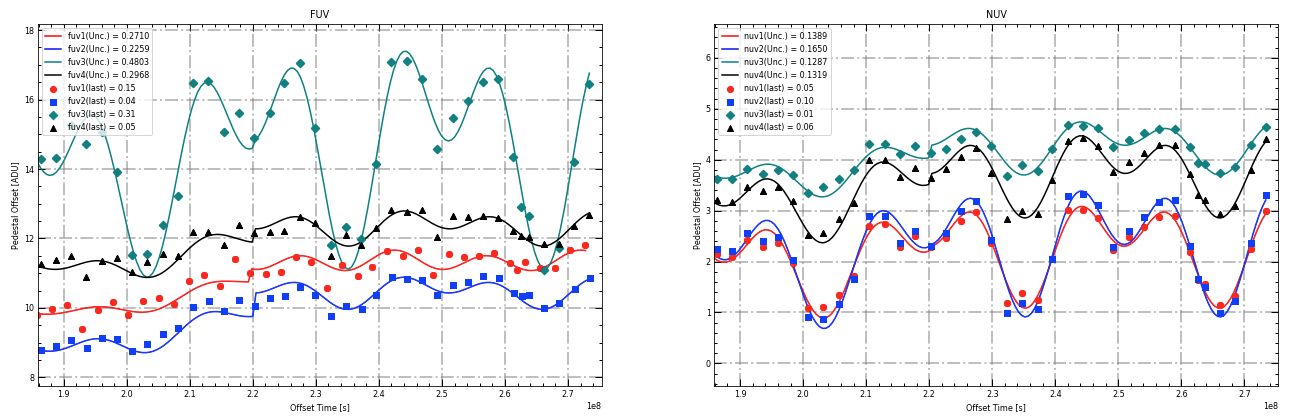 FUV
18
16
14
12
10
8
Pedestal Offset [ADU]
fuv1(Unc.) = 0.2710
fuv2(Unc.) = 0.2259
fuv3(Unc.) = 0.4803
fuv4(Unc.) = 0.2968
fuv1(last) = 0.15
fuv2(last) = 0.04
fuv3(last) = 0.31
fuv4(last) = 0.05
1.9 2.0 2.1 2.2 2.3 2.4 2.5 2.6 2.7
Offset Time [s]
1e8
NUV
6
5
4
3
2
1
0
Pedestal Offset [ADU]
nuv1(Unc.) = 0.1389
nuv2(Unc.) = 0.1650
nuv3(Unc.) = 0.1287
nuv4(Unc.) = 0.1319
nuv1(last) = 0.05
nuv2(last) = 0.10
nuv3(last) = 0.01
nuv4(last) = 0.06
1.9 2.0 2.1 2.2 2.3 2.4 2.5 2.6 2.7
Offset Time [s]
1e8